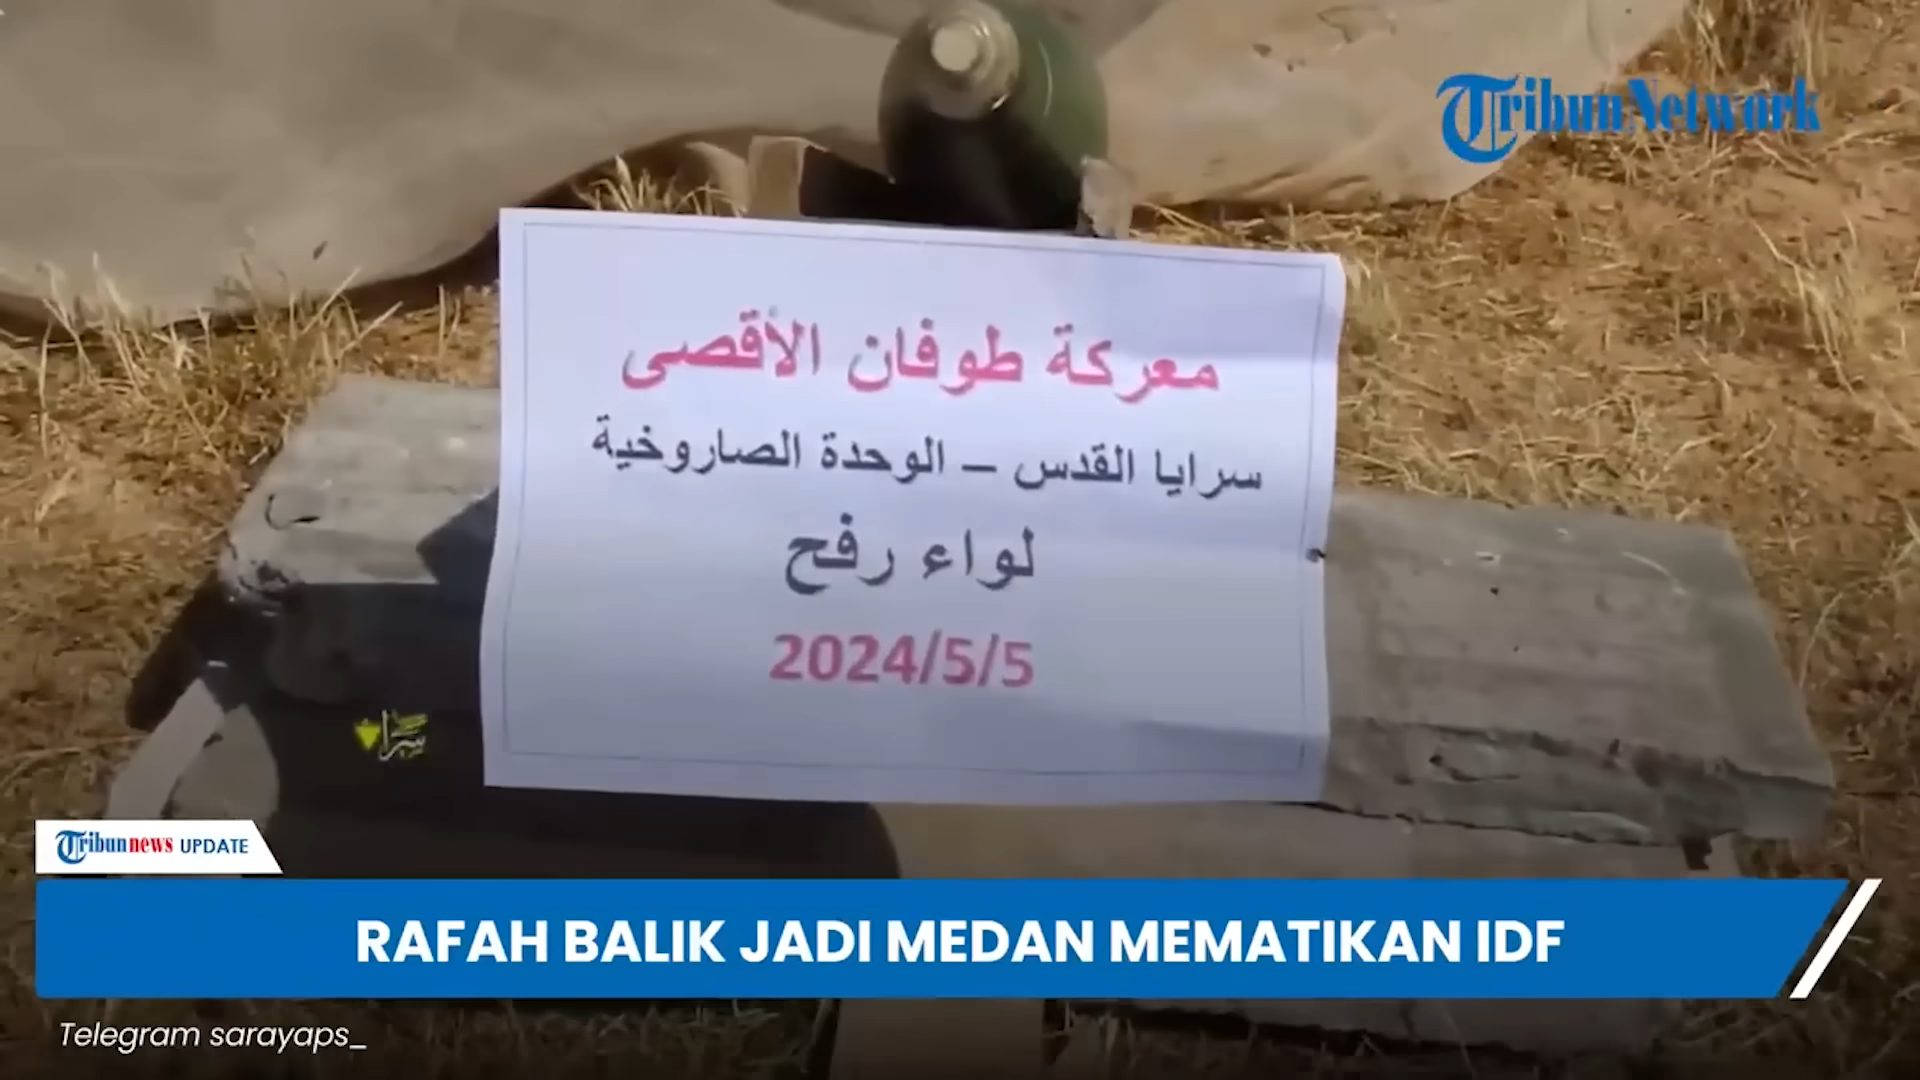 TribunNetwork
معركة طوفان الأقصى
سرايا القدس – الوحدة الصاروخية
لواء رفح
2024/5/5
سرايا
Tribunnews UPDATE
RAFAH BALIK JADI MEDAN MEMATIKAN IDF
Telegram sarayaps_